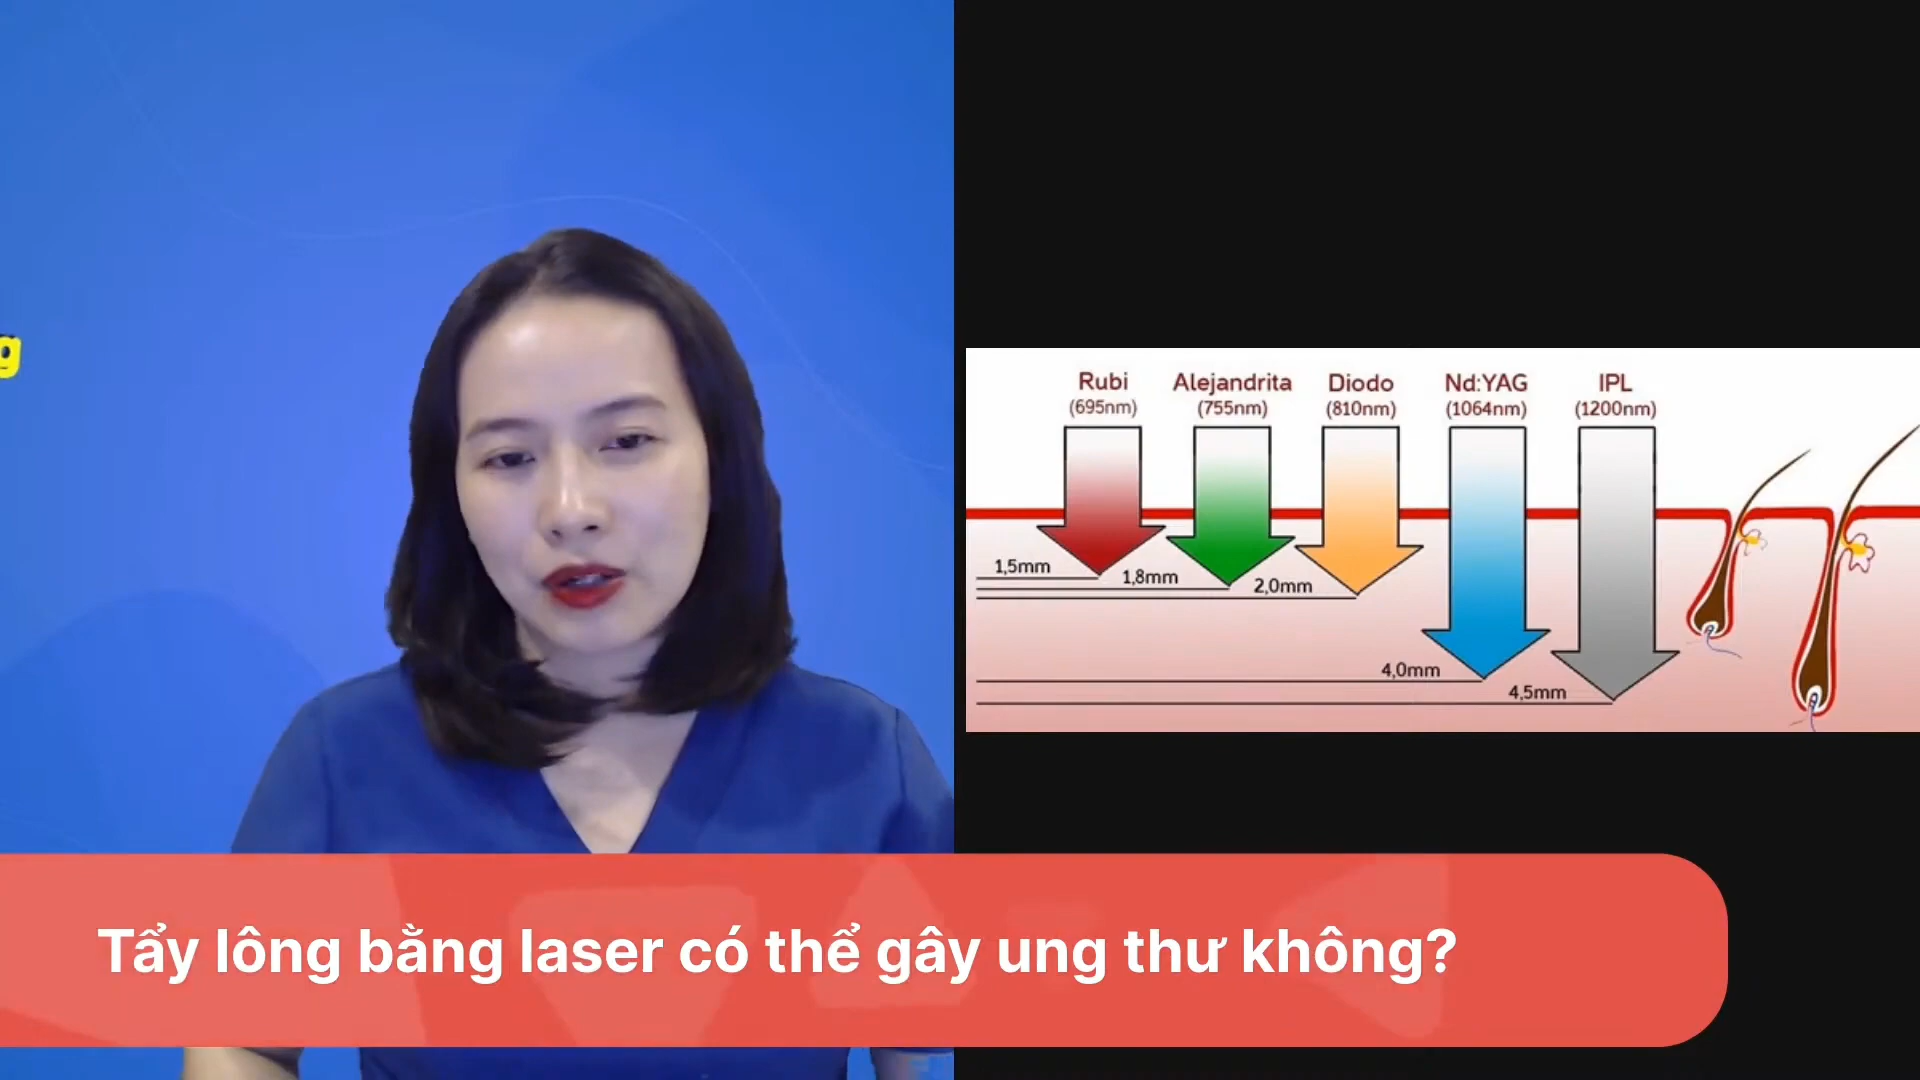 g
Rubi Alejandrita Diodo Nd:YAG IPL
(695nm) (755nm) (810nm) (1064nm) (1200nm)
1,5mm
1,8mm
2,0mm
4,0mm
4,5mm
Tẩy lông bằng laser có thể gây ung thư không?